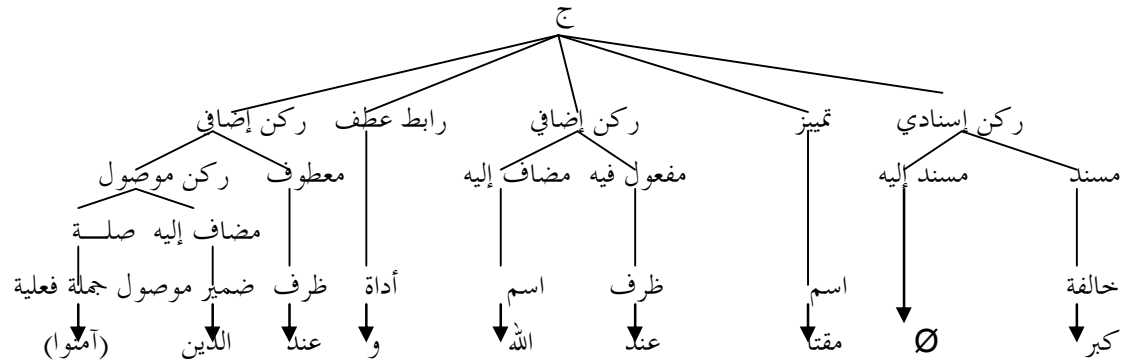 ج
ركن إسنادي تمييز ركن إضافي رابط عطف ركن إضافي
مسند مسند إليه مفعول فيه مضاف إليه معطوف ركن موصول
مضاف إليه صلـــة
خالفة اسم ظرف اسم أداة ظرف ضمير موصول جملة فعلية
كبر Ø مقتا عند الله و عند الذين (آمنوا)